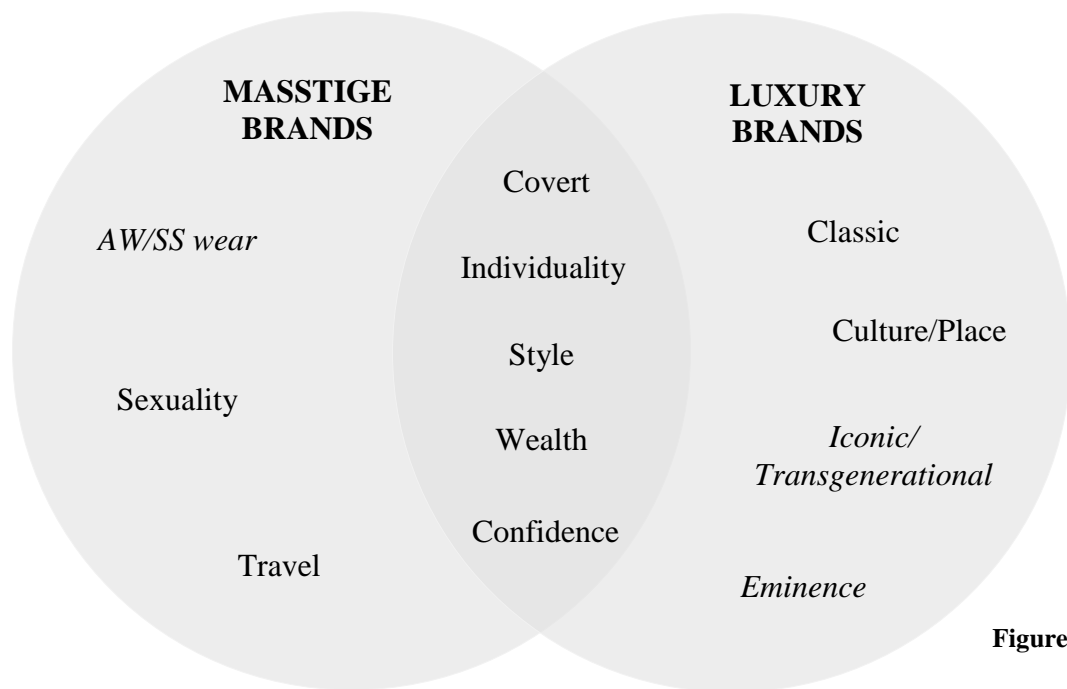 MASSTIGE
BRANDS
AW/SS wear
Sexuality
Travel
Covert
Individuality
Style
Wealth
Confidence
LUXURY
BRANDS
Classic
Culture/Place
Iconic/
Transgenerational
Eminence
Figure